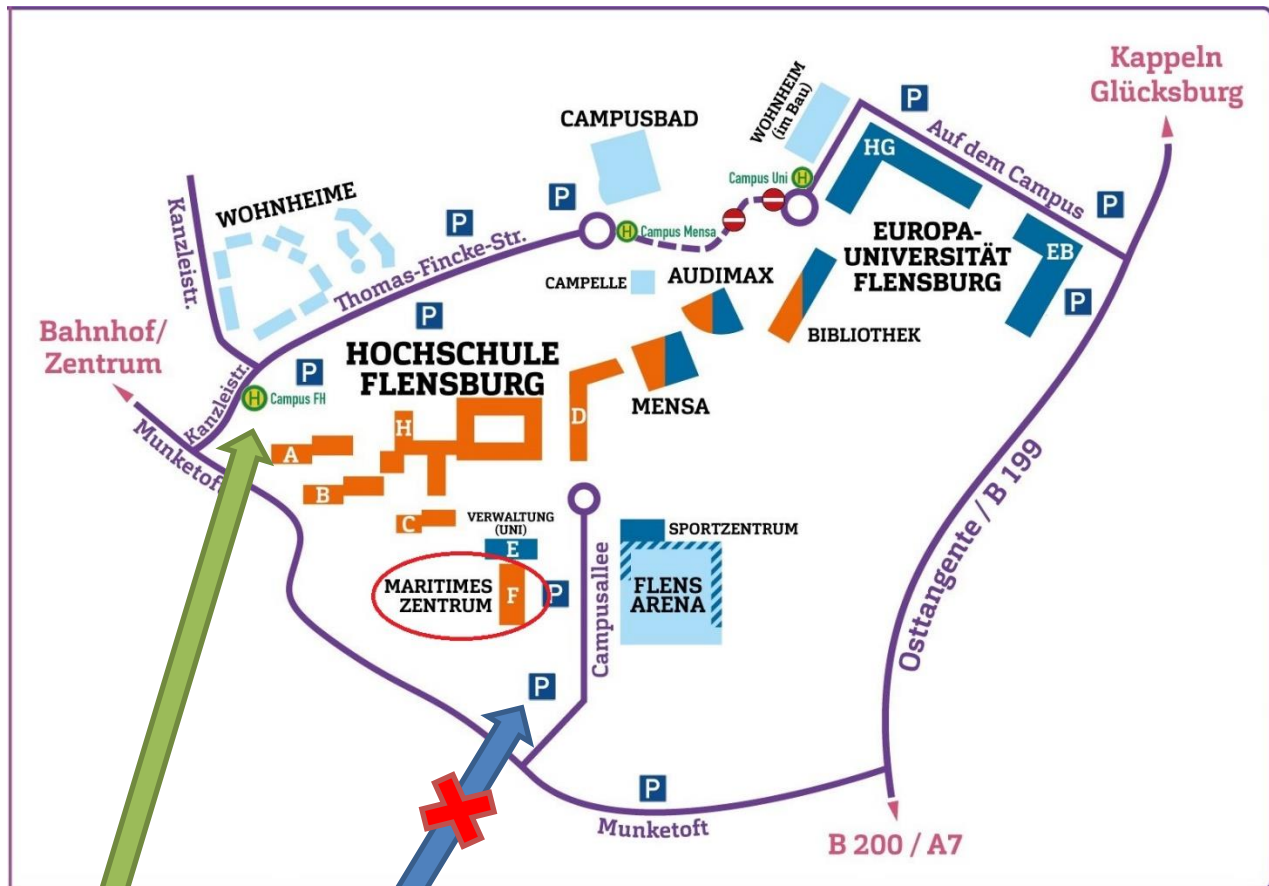 Kappeln
Glücksburg
P
WOHNHEIM
(im Bau)
CAMPUSBAD
Auf dem Campus
HG
Campus Uni
H
P
WOHNHEIME
Kanzleistr.
P
P
H
Campus Mensa
EUROPA-
UNIVERSITÄT
FLENSBURG
EB
P
Thomas-Fincke-Str.
CAMPELLE
AUDIMAX
BIBLIOTHEK
Bahnhof/
Zentrum
P
HOCHSCHULE
FLENSBURG
P
Kanzleistr.
H
Campus FH
MENSA
D
H
Munketoft
A
B
C
VERWALTUNG
(UNI)
E
SPORTZENTRUM
MARITIMES
ZENTRUM
F
P
Campusallee
FLENS
ARENA
Osttangente / B 199
P
P
Munketoft
B 200 / A7